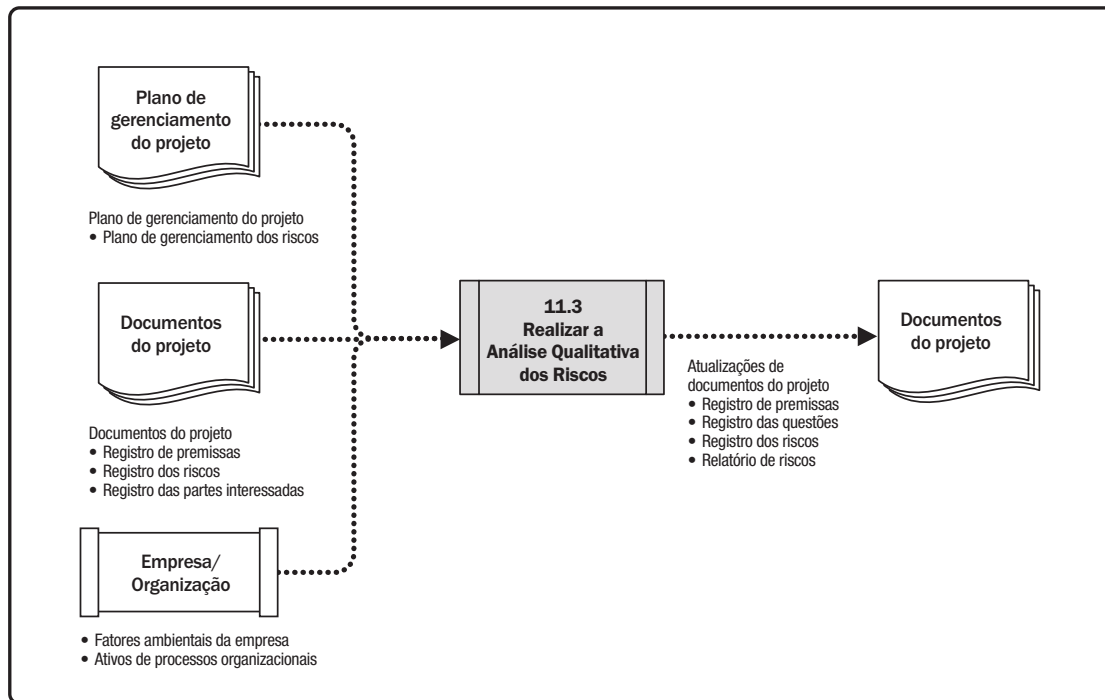 Plano de
gerenciamento
do projeto
Plano de gerenciamento do projeto
• Plano de gerenciamento dos riscos
Documentos
do projeto
Documentos do projeto
• Registro de premissas
• Registro dos riscos
• Registro das partes interessadas
Empresa/
Organização
• Fatores ambientais da empresa
• Ativos de processos organizacionais
11.3
Realizar a
Análise Qualitativa
dos Riscos
Atualizações de
documentos do projeto
• Registro de premissas
• Registro das questões
• Registro dos riscos
• Relatório de riscos
Documentos
do projeto